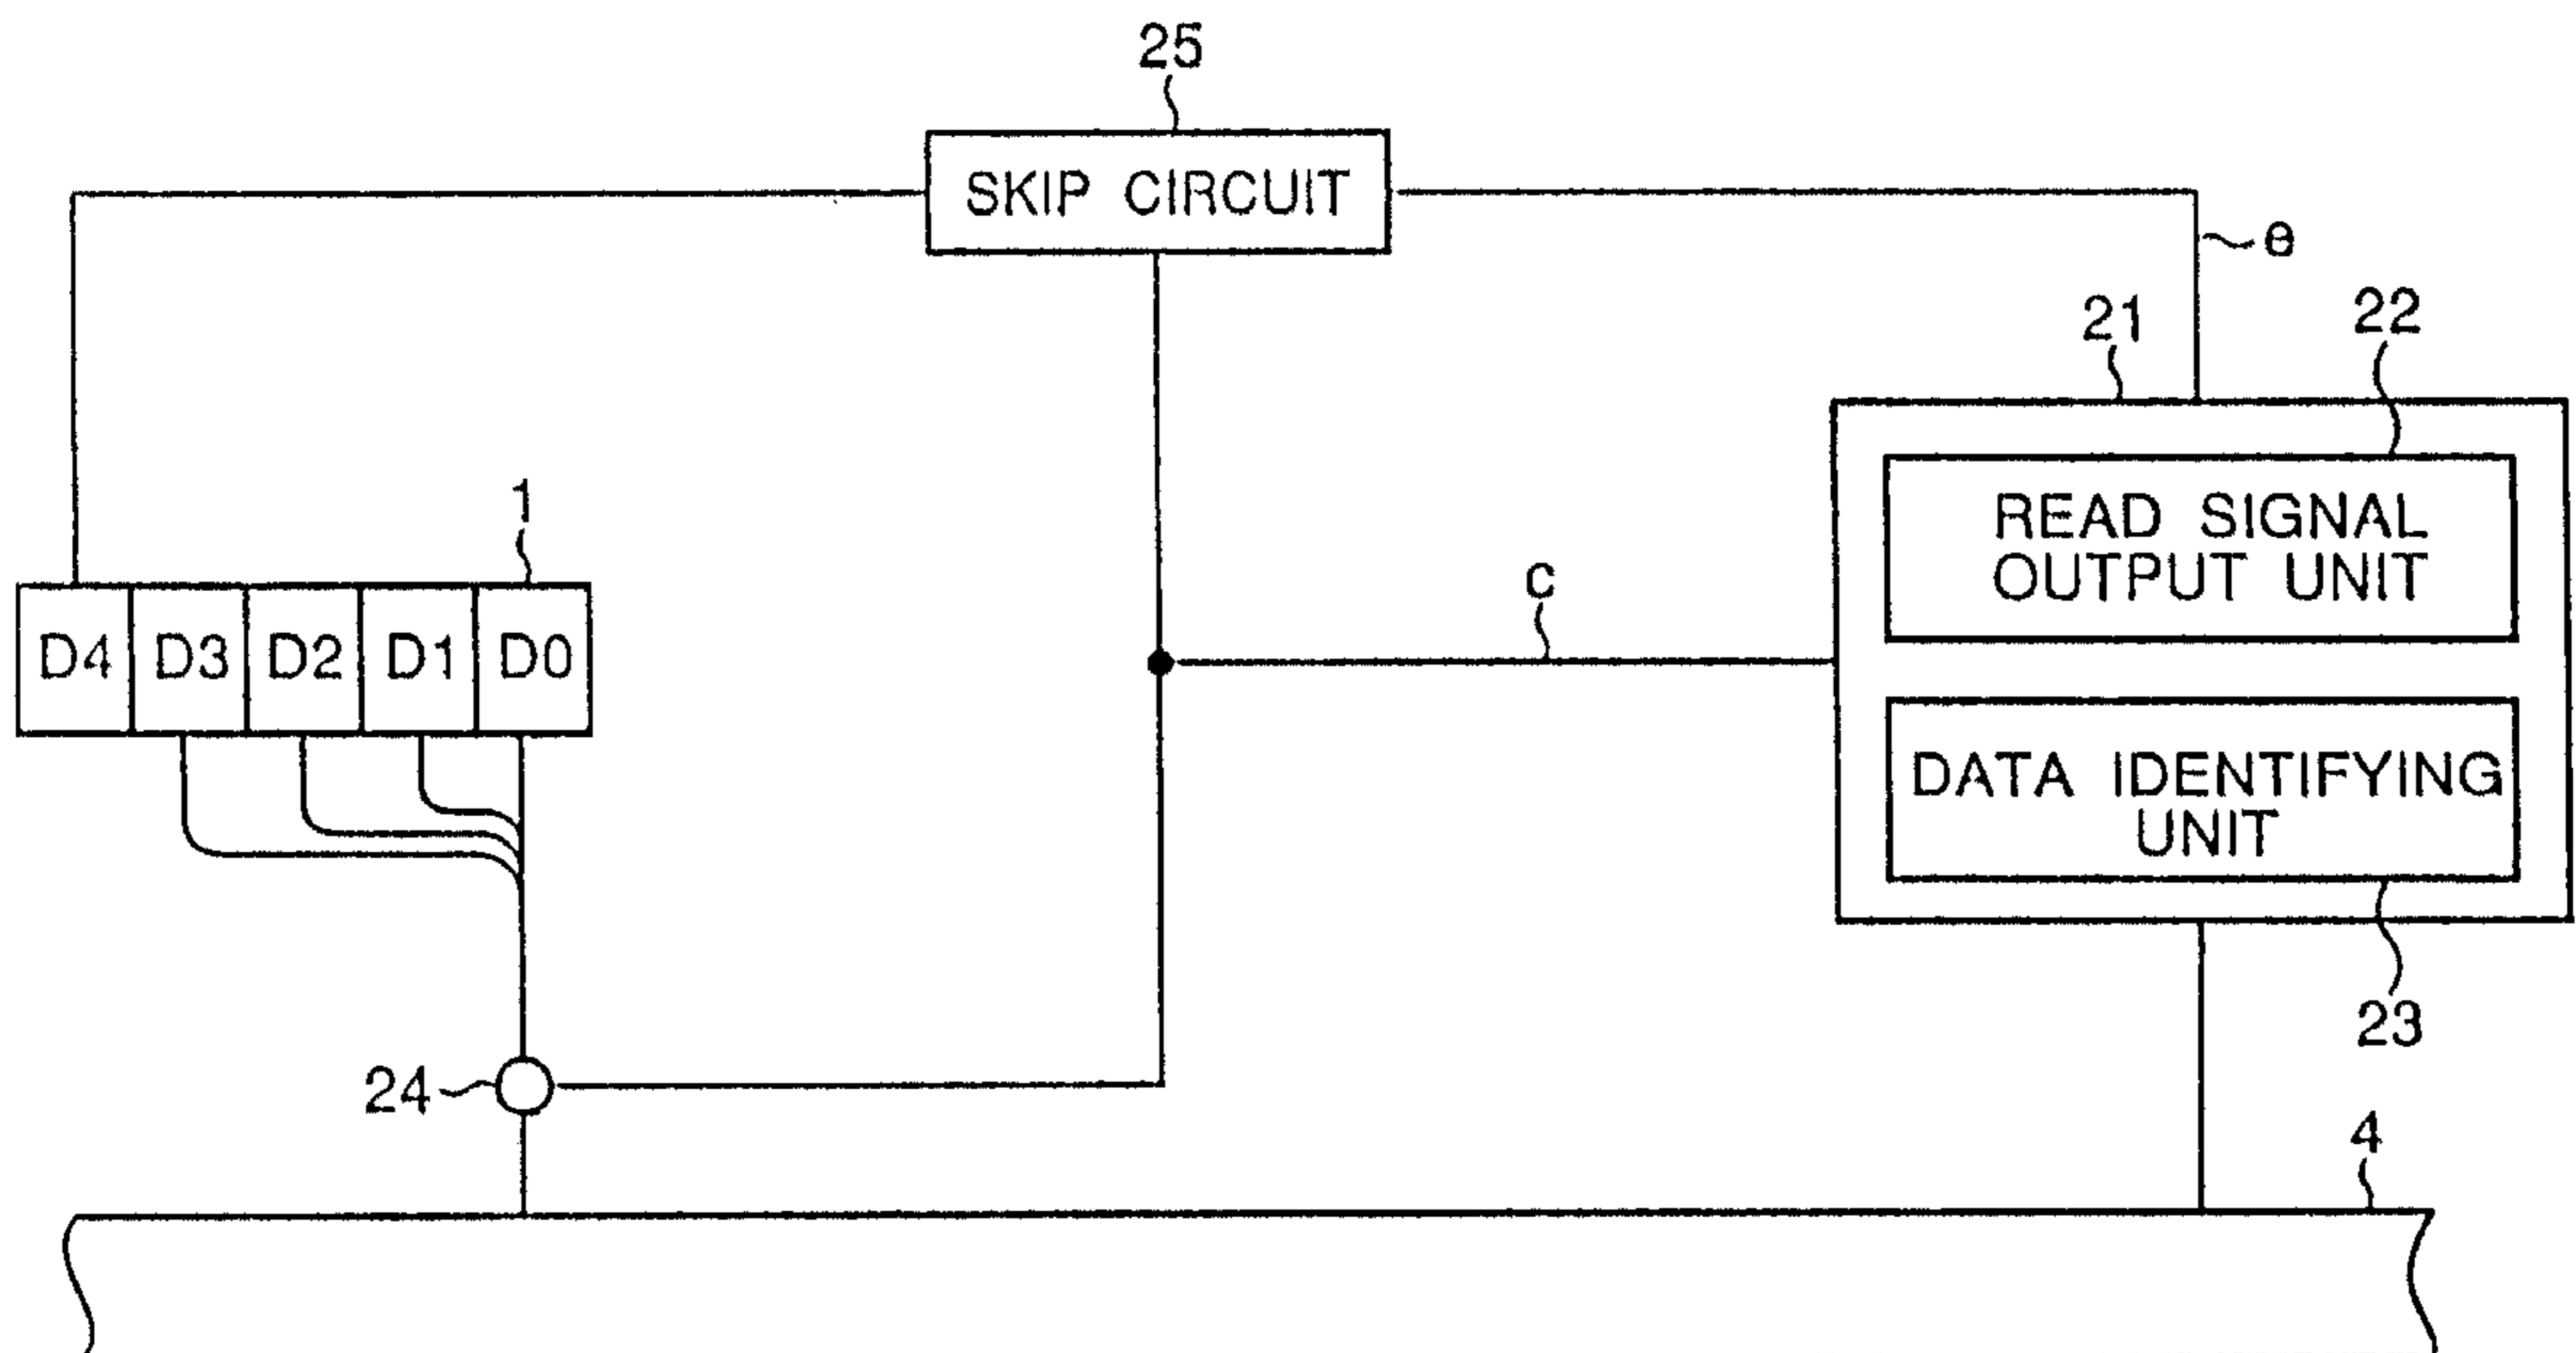 25
SKIP CIRCUIT
e
21
22
READ SIGNAL
OUTPUT UNIT
1
c
D4 D3 D2 D1 D0
DATA IDENTIFYING
UNIT
23
24
4